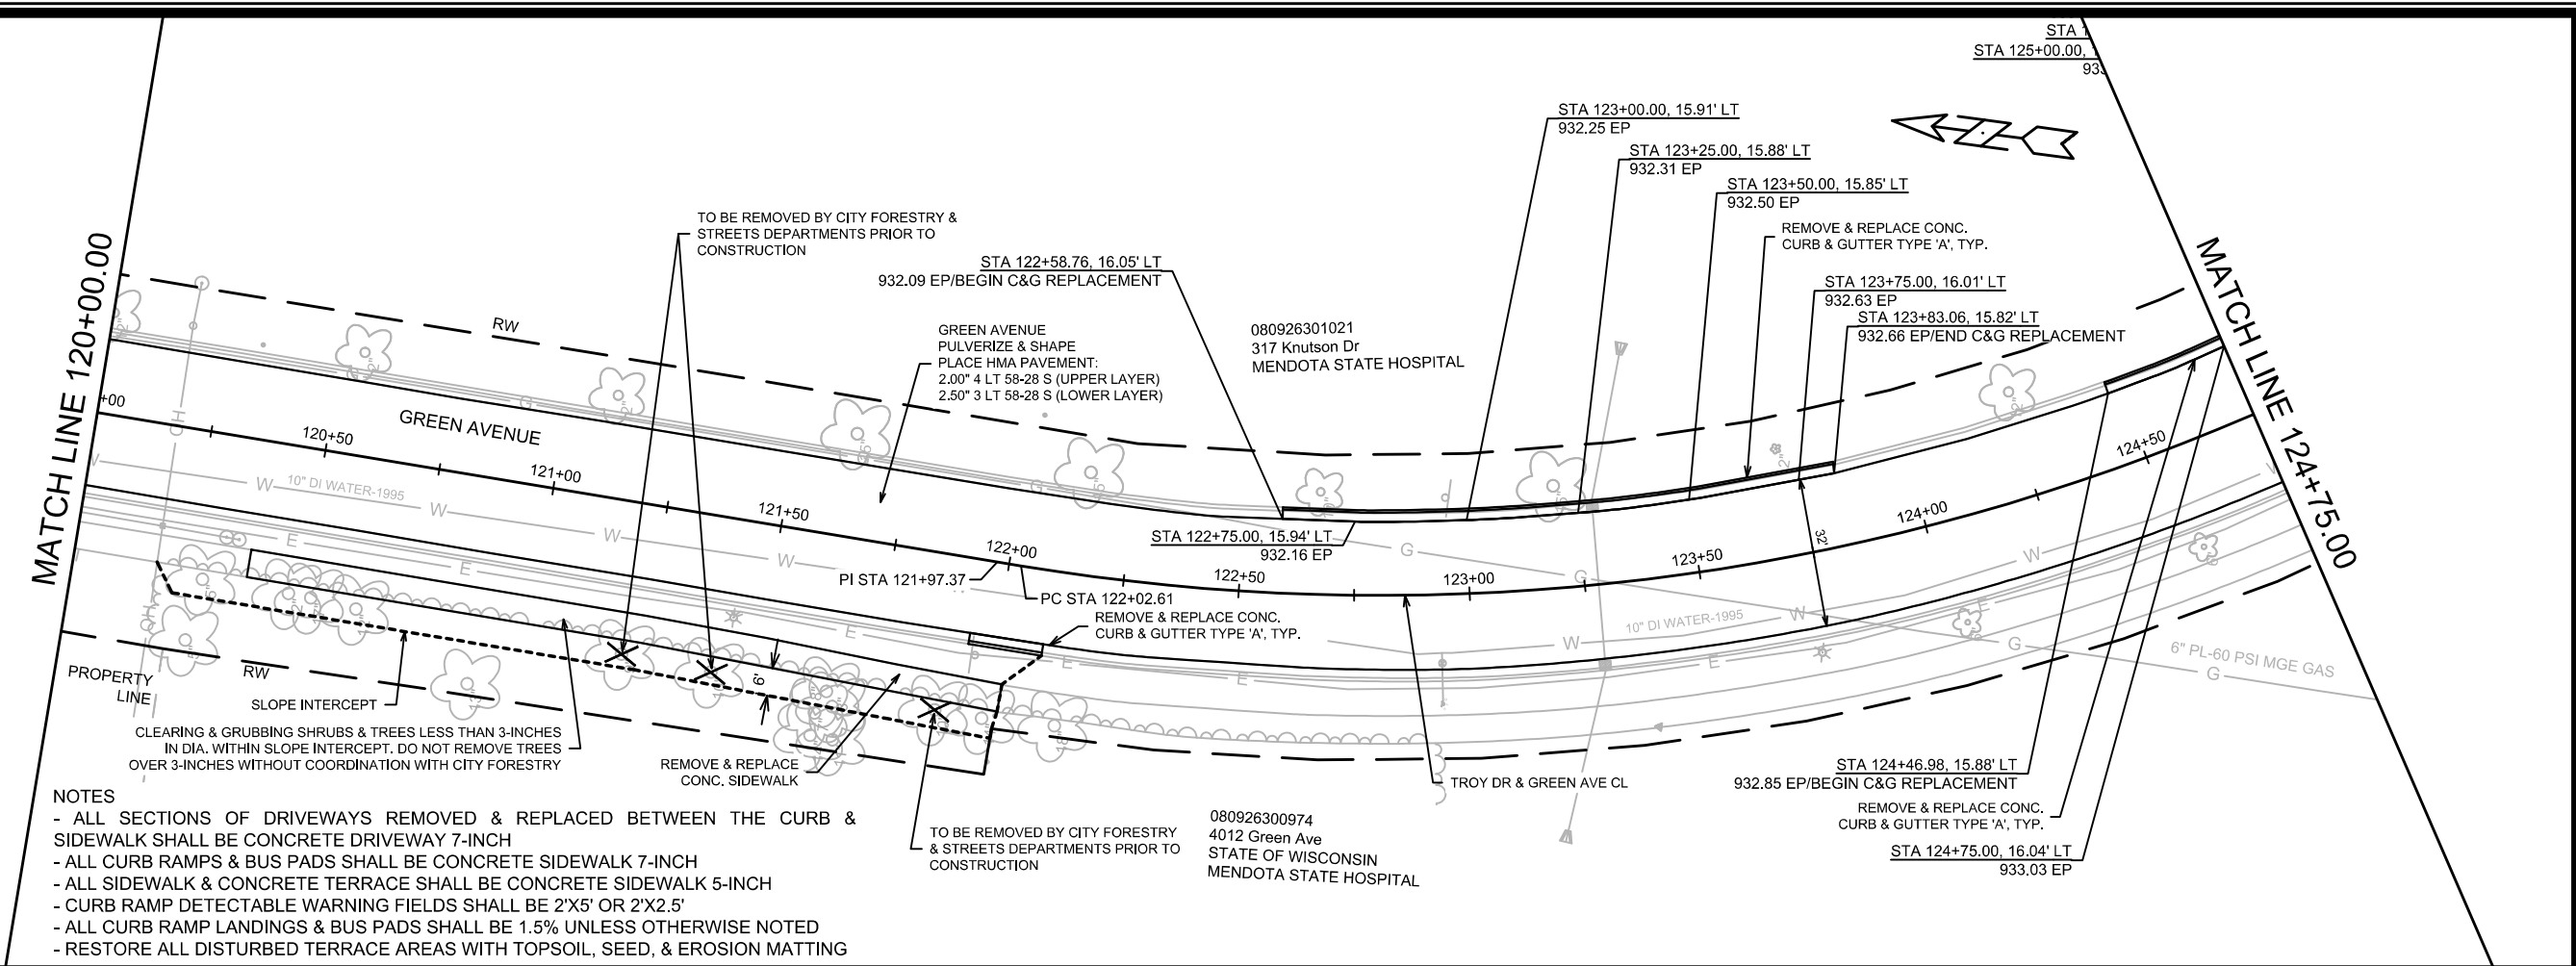 STA 1
STA 125+00.00, 1
933
STA 123+00.00, 15.91' LT
932.25 EP
STA 123+25.00, 15.88' LT
932.31 EP
STA 123+50.00, 15.85' LT
932.50 EP
REMOVE & REPLACE CONC.
CURB & GUTTER TYPE 'A', TYP.
STA 123+75.00, 16.01' LT
932.63 EP
STA 123+83.06, 15.82' LT
932.66 EP/END C&G REPLACEMENT
TO BE REMOVED BY CITY FORESTRY &
STREETS DEPARTMENTS PRIOR TO
CONSTRUCTION
STA 122+58.76, 16.05' LT
932.09 EP/BEGIN C&G REPLACEMENT
GREEN AVENUE
PULVERIZE & SHAPE
PLACE HMA PAVEMENT:
2.00" 4 LT 58-28 S (UPPER LAYER)
2.50" 3 LT 58-28 S (LOWER LAYER)
080926301021
317 Knutson Dr
MENDOTA STATE HOSPITAL
MATCH LINE 120+00.00
MATCH LINE 124+75.00
RW
GREEN AVENUE
+00
120+50
121+00
121+50
122+00
122+50
123+00
123+50
124+00
124+50
OH
G
G
G
G
G
G
W
10" DI WATER-1995
W
W
W
W
10" DI WATER-1995
W
W
E
E
E
E
E
E
E
32'
6" PL-60 PSI MGE GAS
STA 122+75.00, 15.94' LT
932.16 EP
PI STA 121+97.37
PC STA 122+02.61
REMOVE & REPLACE CONC.
CURB & GUTTER TYPE 'A', TYP.
6'
OH
PROPERTY
LINE
RW
SLOPE INTERCEPT
CLEARING & GRUBBING SHRUBS & TREES LESS THAN 3-INCHES
IN DIA. WITHIN SLOPE INTERCEPT. DO NOT REMOVE TREES
OVER 3-INCHES WITHOUT COORDINATION WITH CITY FORESTRY
REMOVE & REPLACE
CONC. SIDEWALK
TROY DR & GREEN AVE CL
STA 124+46.98, 15.88' LT
932.85 EP/BEGIN C&G REPLACEMENT
REMOVE & REPLACE CONC.
CURB & GUTTER TYPE 'A', TYP.
STA 124+75.00, 16.04' LT
933.03 EP
TO BE REMOVED BY CITY FORESTRY
& STREETS DEPARTMENTS PRIOR TO
CONSTRUCTION
080926300974
4012 Green Ave
STATE OF WISCONSIN
MENDOTA STATE HOSPITAL
NOTES
- ALL SECTIONS OF DRIVEWAYS REMOVED & REPLACED BETWEEN THE CURB &
SIDEWALK SHALL BE CONCRETE DRIVEWAY 7-INCH
- ALL CURB RAMPS & BUS PADS SHALL BE CONCRETE SIDEWALK 7-INCH
- ALL SIDEWALK & CONCRETE TERRACE SHALL BE CONCRETE SIDEWALK 5-INCH
- CURB RAMP DETECTABLE WARNING FIELDS SHALL BE 2'X5' OR 2'X2.5'
- ALL CURB RAMP LANDINGS & BUS PADS SHALL BE 1.5% UNLESS OTHERWISE NOTED
- RESTORE ALL DISTURBED TERRACE AREAS WITH TOPSOIL, SEED, & EROSION MATTING